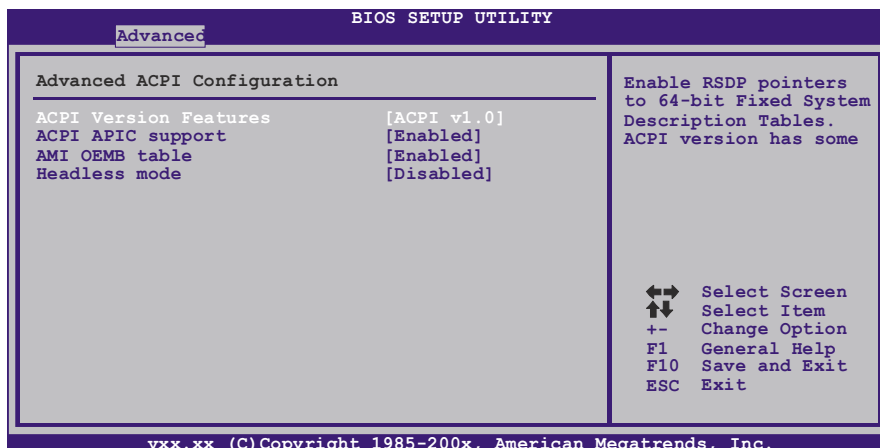 BIOS SETUP UTILITY
Advanced
Advanced ACPI Configuration
ACPI Version Features [ACPI v1.0]
ACPI APIC support [Enabled]
AMI OEMB table [Enabled]
Headless mode [Disabled]
Enable RSDP pointers
to 64-bit Fixed System
Description Tables.
ACPI version has some
Select Screen
Select Item
+- Change Option
F1 General Help
F10 Save and Exit
ESC Exit
vxx.xx (C)Copyright 1985-200x, American Megatrends, Inc.